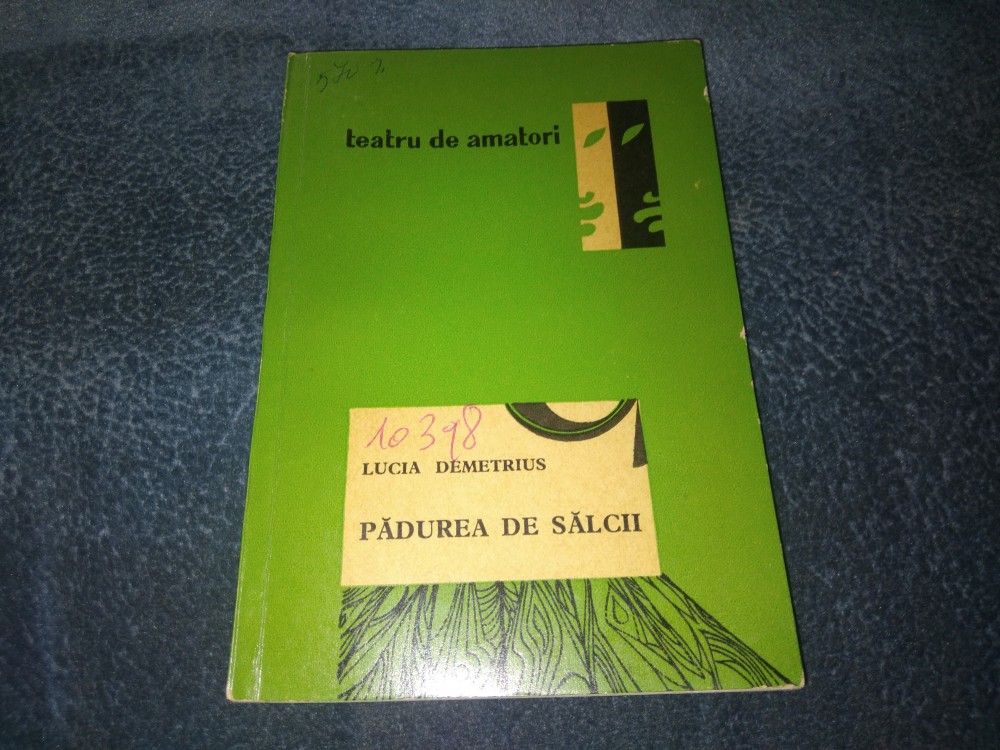 teatru de amatori
10398
LUCIA DEMETRIUS
PĂDUREA DE SĂLCII